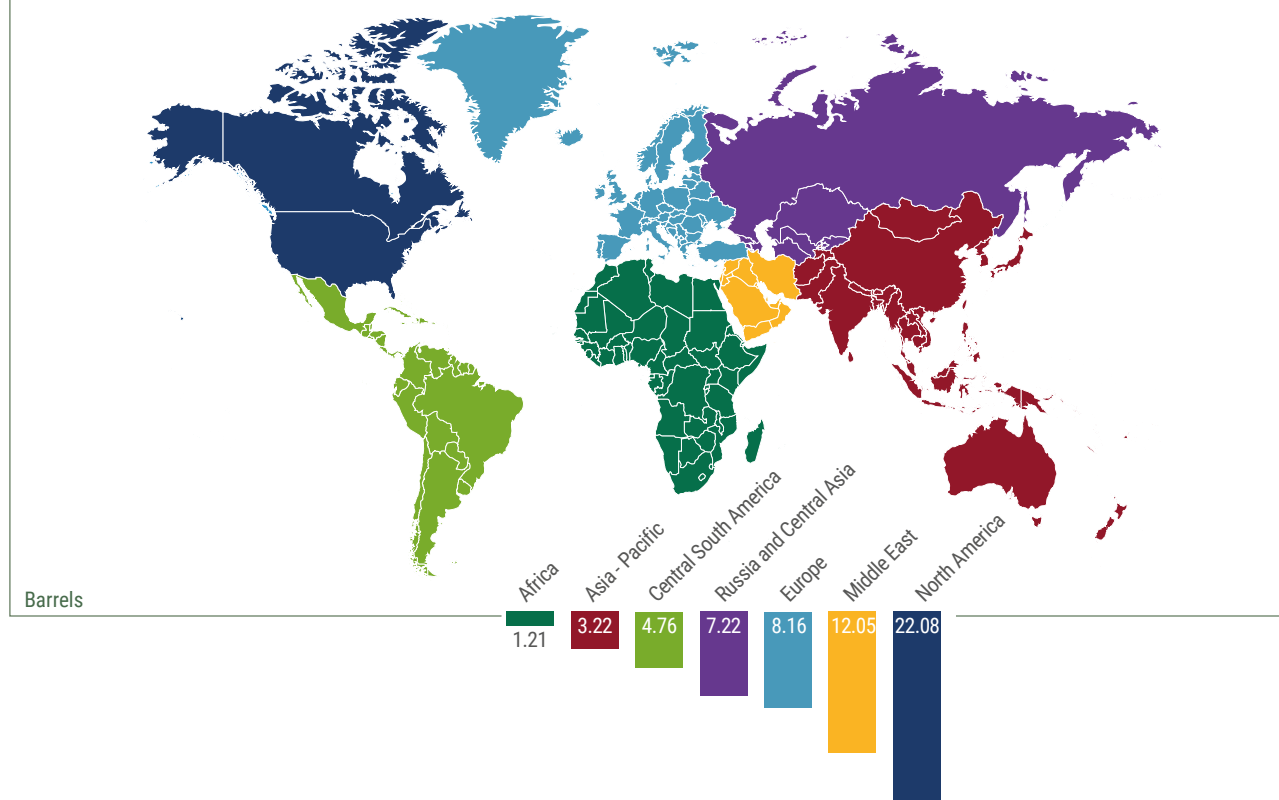 Barrels
Africa
Asia - Pacific
Central South America
Russia and Central Asia
Europe
Middle East
North America
1.21
3.22
4.76
7.22
8.16
12.05
22.08